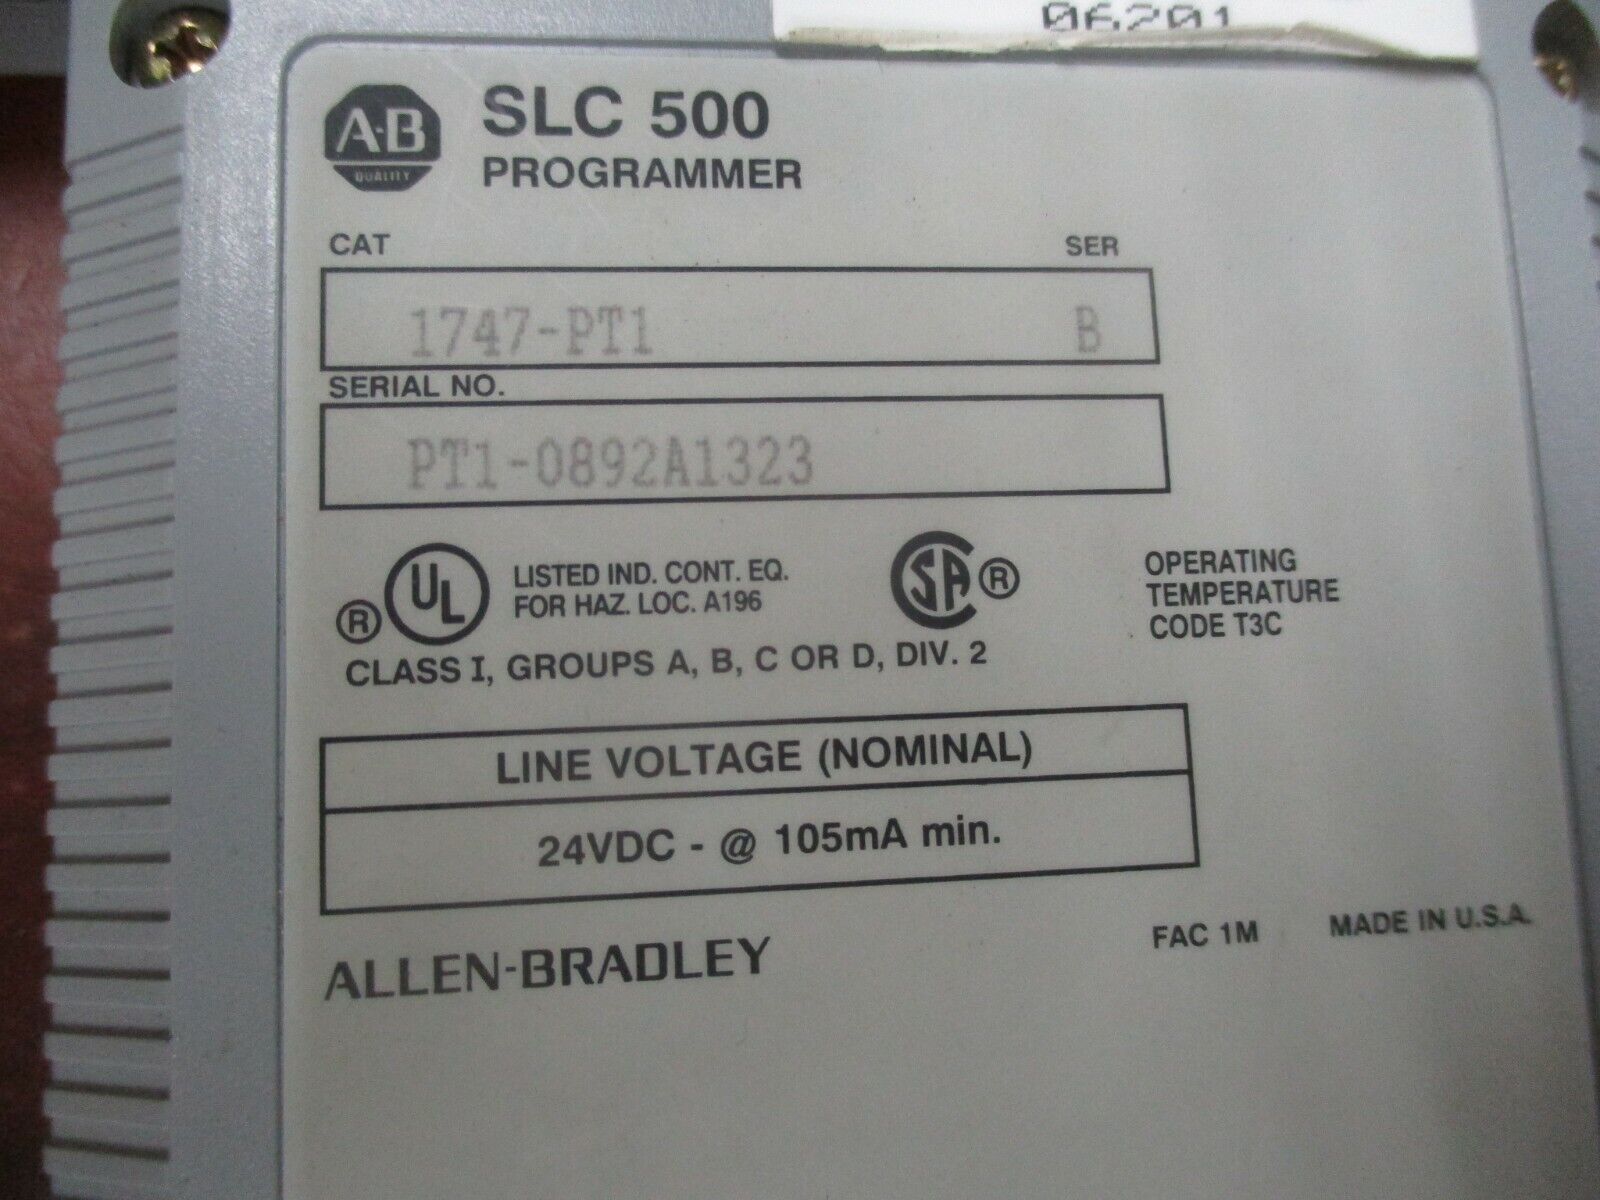 06201
A-B
QUALITY
SLC 500
PROGRAMMER
CAT SER
1747-PT1 B
SERIAL NO.
PT1-0892A1323
® UL LISTED IND. CONT. EQ.
FOR HAZ. LOC. A196
SA ®
CLASS I, GROUPS A, B, C OR D, DIV. 2
OPERATING
TEMPERATURE
CODE T3C
LINE VOLTAGE (NOMINAL)
24VDC - @ 105mA min.
ALLEN-BRADLEY
FAC 1M MADE IN U.S.A.